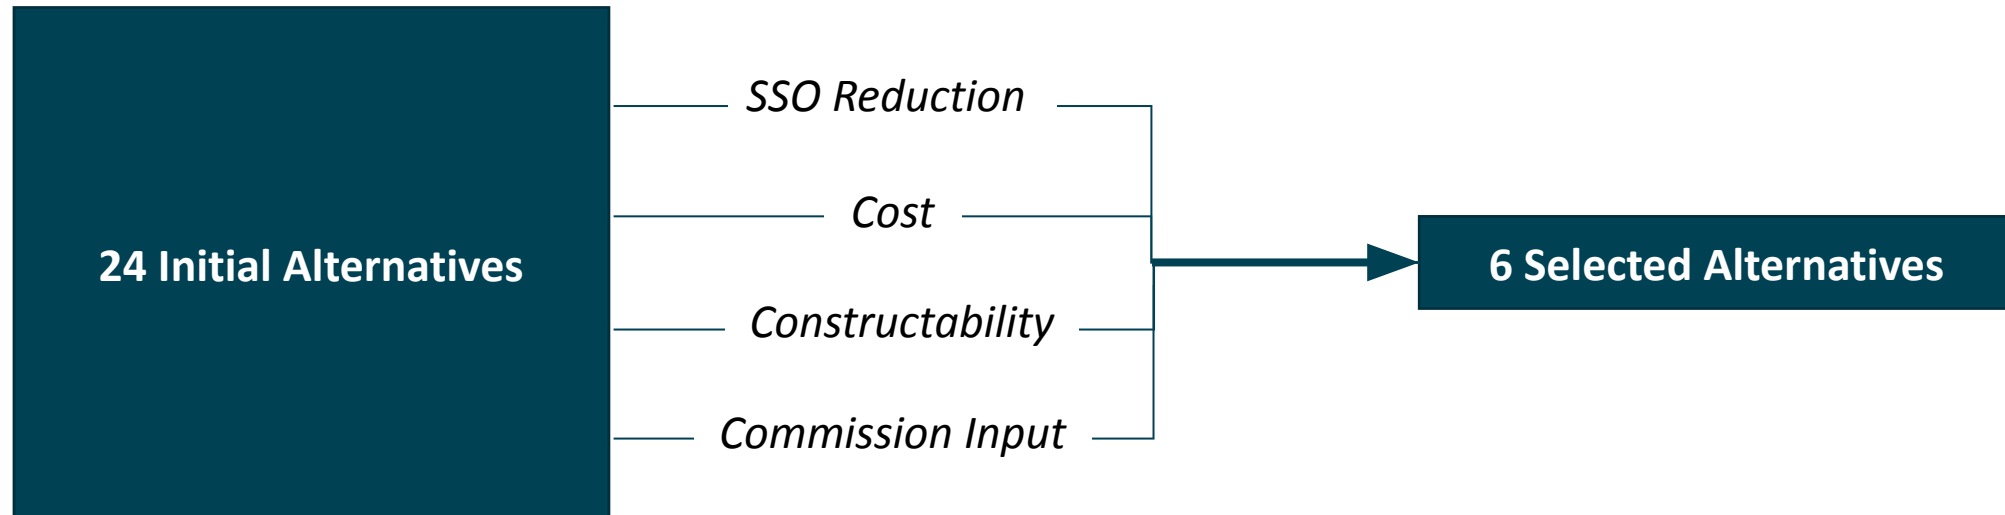 24 Initial Alternatives
SSO Reduction
Cost
Constructability
Commission Input
6 Selected Alternatives